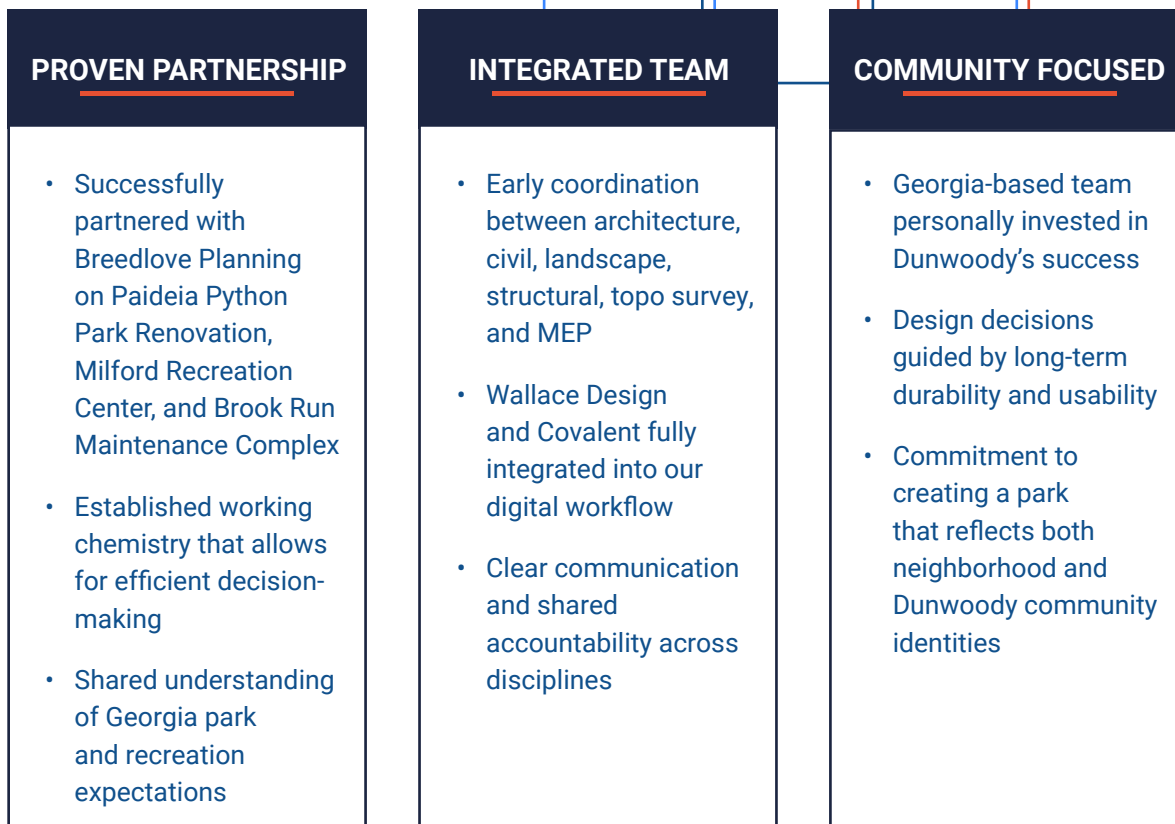 PROVEN PARTNERSHIP
• Successfully
partnered with
Breedlove Planning
on Paideia Python
Park Renovation,
Milford Recreation
Center, and Brook Run
Maintenance Complex
• Established working
chemistry that allows
for efficient decision-
making
• Shared understanding
of Georgia park
and recreation
expectations
INTEGRATED TEAM
• Early coordination
between architecture,
civil, landscape,
structural, topo survey,
and MEP
• Wallace Design
and Covalent fully
integrated into our
digital workflow
• Clear communication
and shared
accountability across
disciplines
COMMUNITY FOCUSED
• Georgia-based team
personally invested in
Dunwoody’s success
• Design decisions
guided by long-term
durability and usability
• Commitment to
creating a park
that reflects both
neighborhood and
Dunwoody community
identities